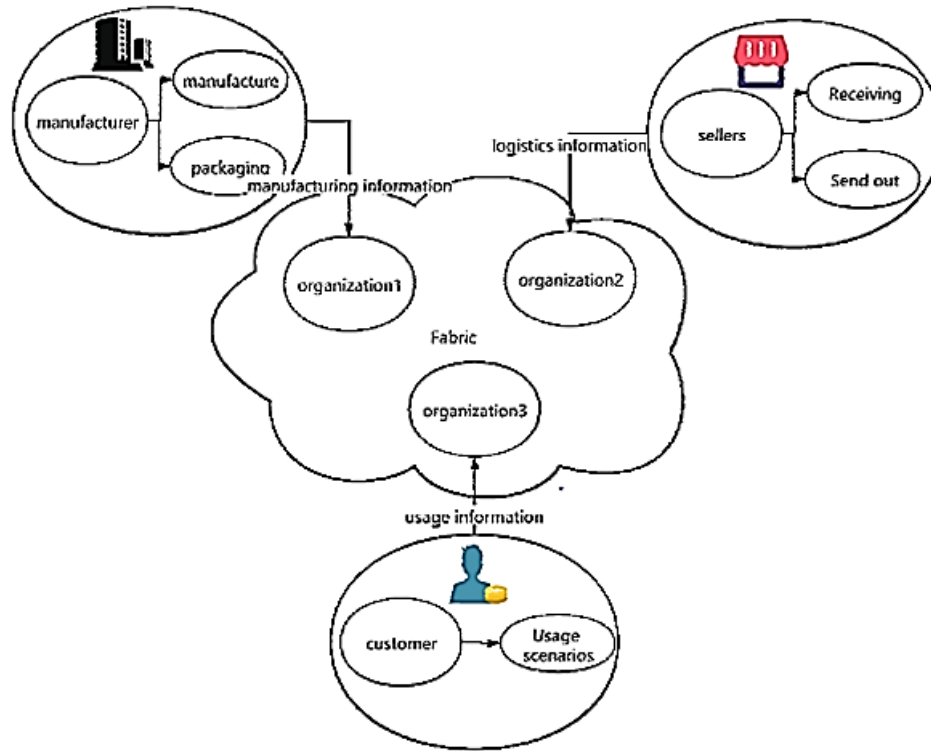 manufacture
manufacturer
packaging
manufacturing information
Receiving
sellers
logistics information
Send out
organization1
organization2
Fabric
organization3
usage information
customer
Usage
scenarios